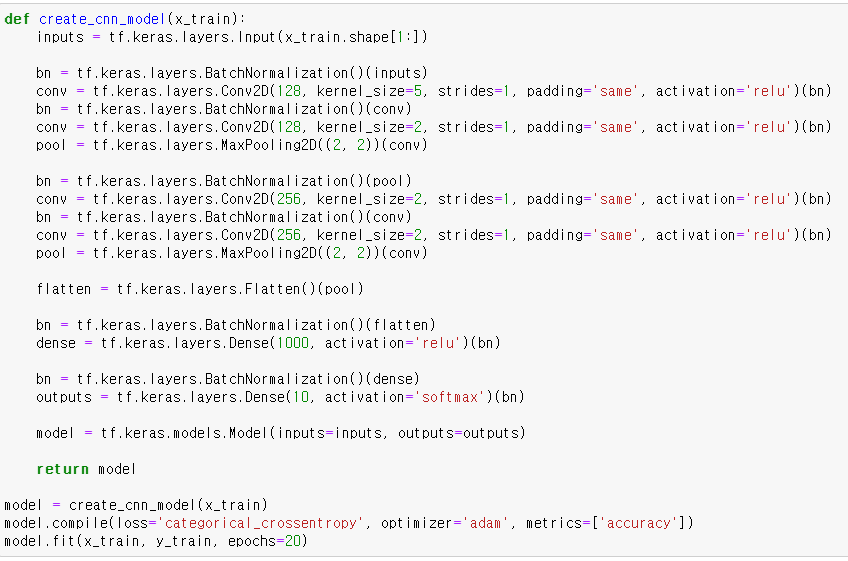 def create_cnn_model(x_train):
    inputs = tf.keras.layers.Input(x_train.shape[1:])
    bn = tf.keras.layers.BatchNormalization()(inputs)
    conv = tf.keras.layers.Conv2D(128, kernel_size=5, strides=1, padding='same', activation='relu')(bn)
    bn = tf.keras.layers.BatchNormalization()(conv)
    conv = tf.keras.layers.Conv2D(128, kernel_size=2, strides=1, padding='same', activation='relu')(bn)
    pool = tf.keras.layers.MaxPooling2D((2, 2))(conv)
    bn = tf.keras.layers.BatchNormalization()(pool)
    conv = tf.keras.layers.Conv2D(256, kernel_size=2, strides=1, padding='same', activation='relu')(bn)
    bn = tf.keras.layers.BatchNormalization()(conv)
    conv = tf.keras.layers.Conv2D(256, kernel_size=2, strides=1, padding='same', activation='relu')(bn)
    pool = tf.keras.layers.MaxPooling2D((2, 2))(conv)
    flatten = tf.keras.layers.Flatten()(pool)
    bn = tf.keras.layers.BatchNormalization()(flatten)
    dense = tf.keras.layers.Dense(1000, activation='relu')(bn)
    bn = tf.keras.layers.BatchNormalization()(dense)
    outputs = tf.keras.layers.Dense(10, activation='softmax')(bn)
    model = tf.keras.models.Model(inputs=inputs, outputs=outputs)
    return model
model = create_cnn_model(x_train)
model.compile(loss='categorical_crossentropy', optimizer='adam', metrics=['accuracy'])
model.fit(x_train, y_train, epochs=20)